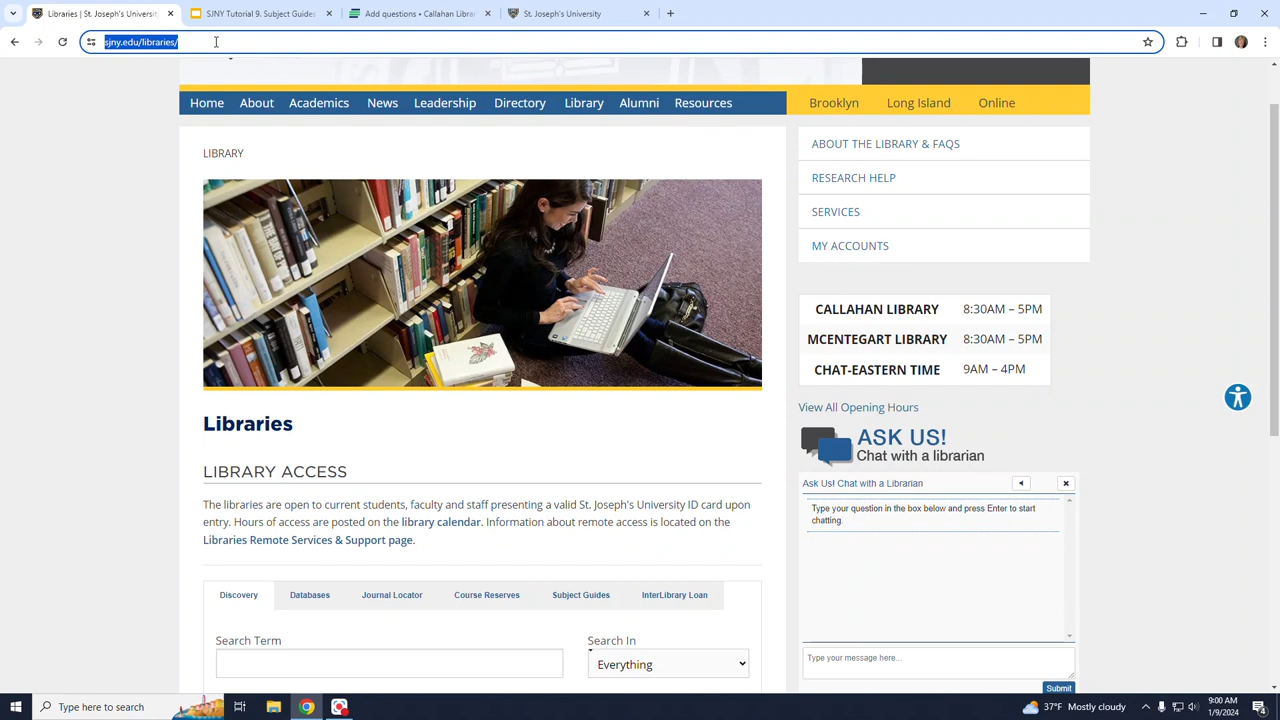 Libraries | St. Joseph's Universit
SJNY Tutorial 9. Subject Guides
Add questions • Callahan Librar
St. Joseph's University
sjny.edu/libraries/
Home About Academics News Leadership Directory Library Alumni Resources
Brooklyn Long Island Online
LIBRARY
Libraries
LIBRARY ACCESS
The libraries are open to current students, faculty and staff presenting a valid St. Joseph's University ID card upon
entry. Hours of access are posted on the library calendar. Information about remote access is located on the
Libraries Remote Services & Support page.
Discovery Databases Journal Locator Course Reserves Subject Guides InterLibrary Loan
Search Term
Search In
Everything
ABOUT THE LIBRARY & FAQS
RESEARCH HELP
SERVICES
MY ACCOUNTS
CALLAHAN LIBRARY 8:30AM – 5PM
MCENTEGART LIBRARY 8:30AM – 5PM
CHAT-EASTERN TIME 9AM – 4PM
View All Opening Hours
ASK US!
Chat with a librarian
Ask Us! Chat with a Librarian
Type your question in the box below and press Enter to start
chatting.
Type your message here...
Submit
Type here to search
37°F Mostly cloudy
9:00 AM
1/9/2024
4